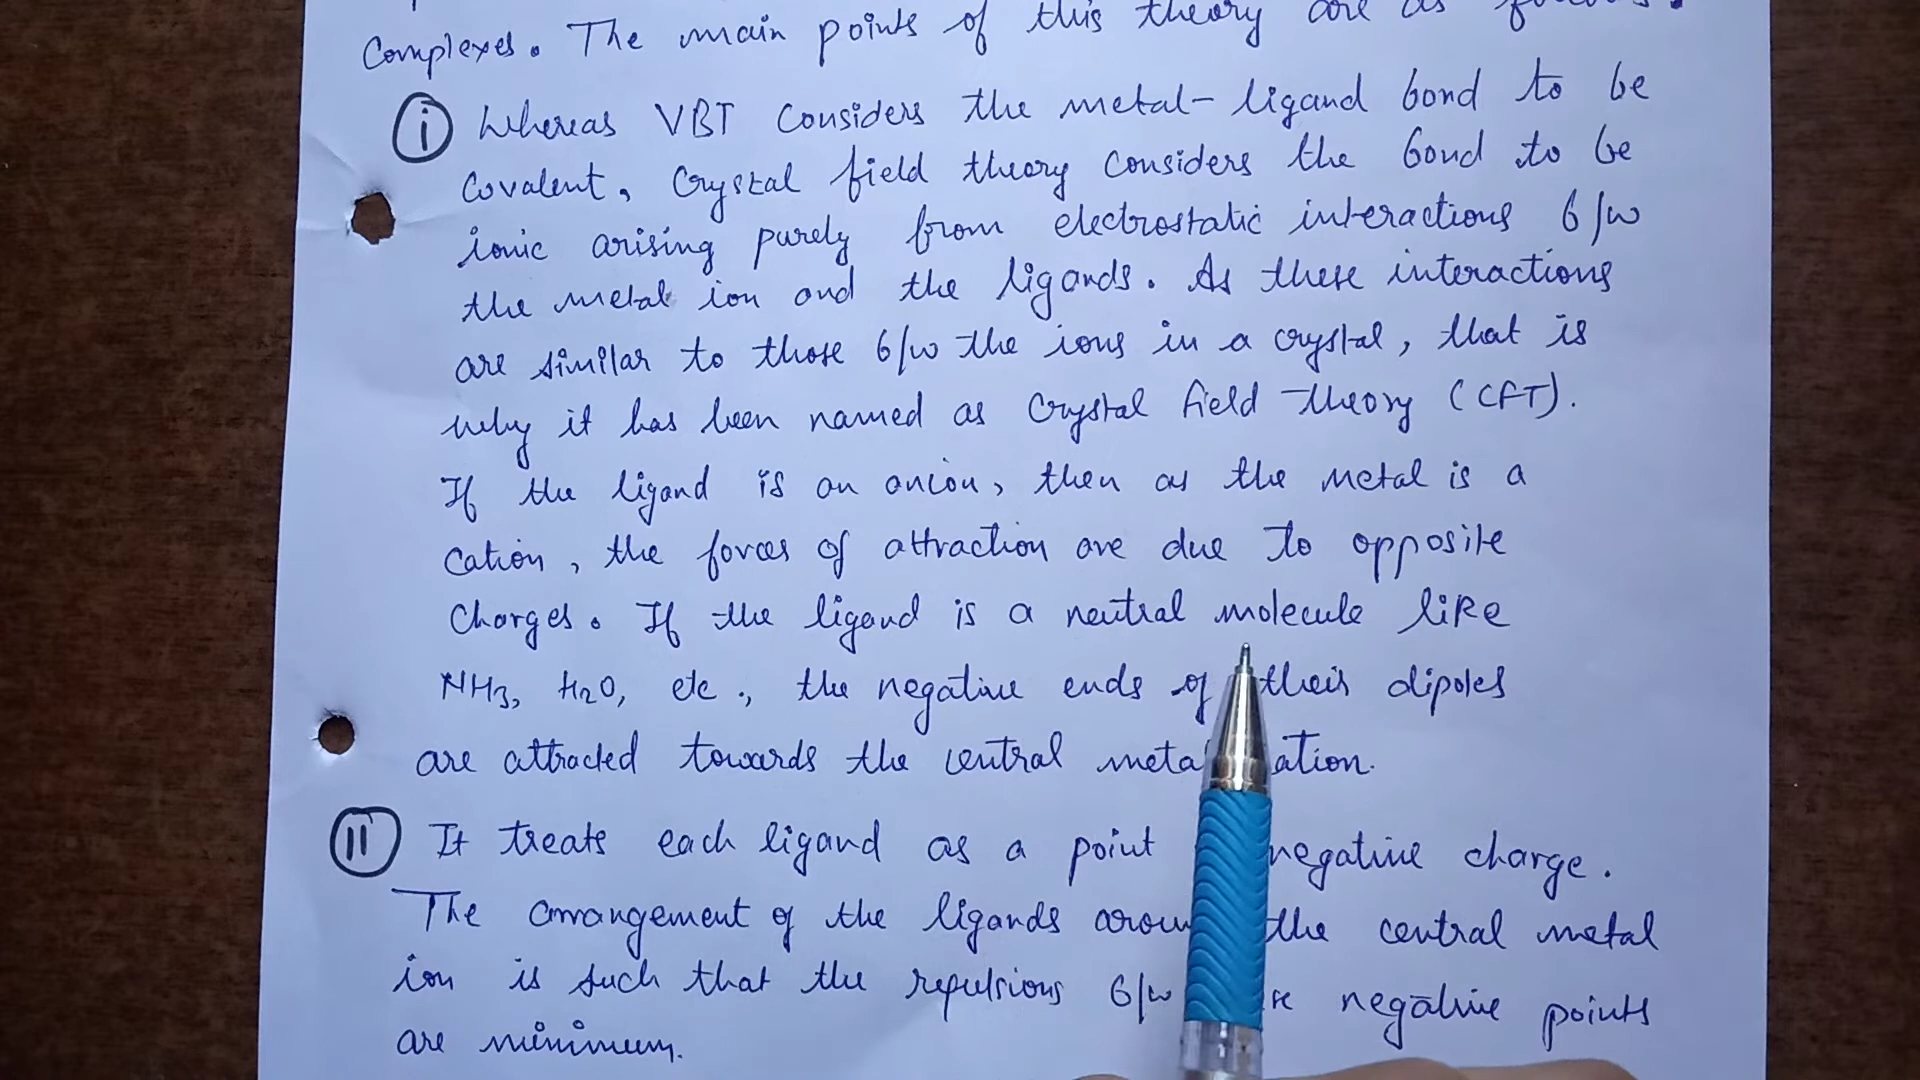 Complexes. The main points of this theory are as follows.
(i) Whereas VBT Considers the metal-ligand bond to be
Covalent, Crystal field theory Considers the bond to be
ionic arising purely from electrostatic interactions b/w
the metal ion and the ligands. As these interactions
are similar to those b/w the ions in a crystal, that is
why it has been named as Crystal field theory (CFT).
If the ligand is an anion, then as the metal is a
Cation, the forces of attraction are due to opposite
Charges. If the ligand is a neutral molecule like
NH3, H2O, etc., the negative ends of their dipoles
are attracted towards the central meta ation.
(II) It treats each ligand as a point negative charge.
The arrangement of the ligands aroun the central metal
ion is such that the repulsions b/w negative points
are minimum.